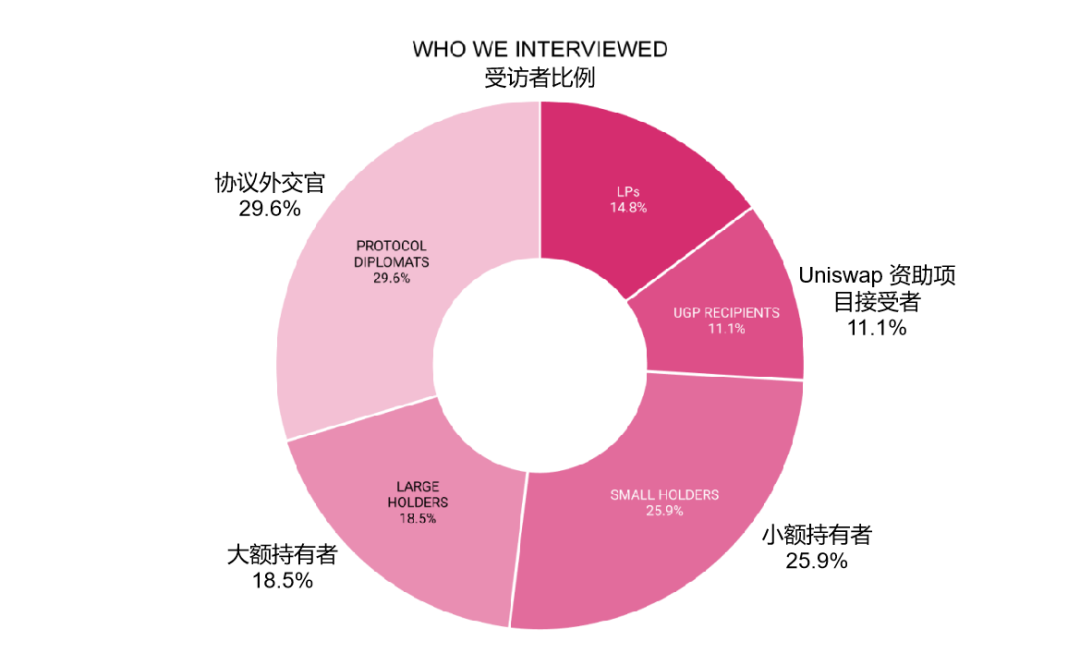 WHO WE INTERVIEWED
受访者比例
LPs
14.8%
协议外交官
29.6%
PROTOCOL
DIPLOMATS
29.6%
Uniswap 资助项
目接受者
11.1%
UGP RECIPIENTS
11.1%
LARGE
HOLDERS
18.5%
SMALL HOLDERS
25.9%
小额持有者
25.9%
大额持有者
18.5%